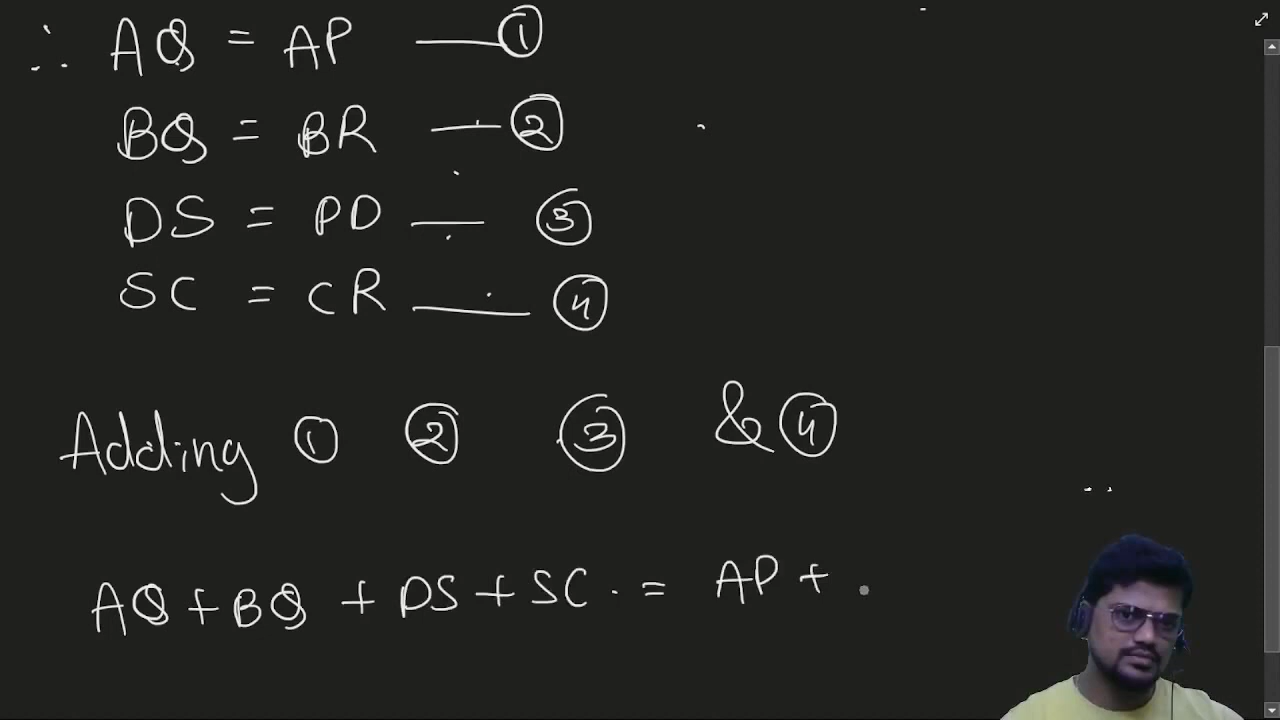 ∴ AQ = AP — ①
BQ = BR — ②
DS = PD — ③
SC = CR — ④
Adding ① ② ③ & ④
AQ + BQ + DS + SC = AP +